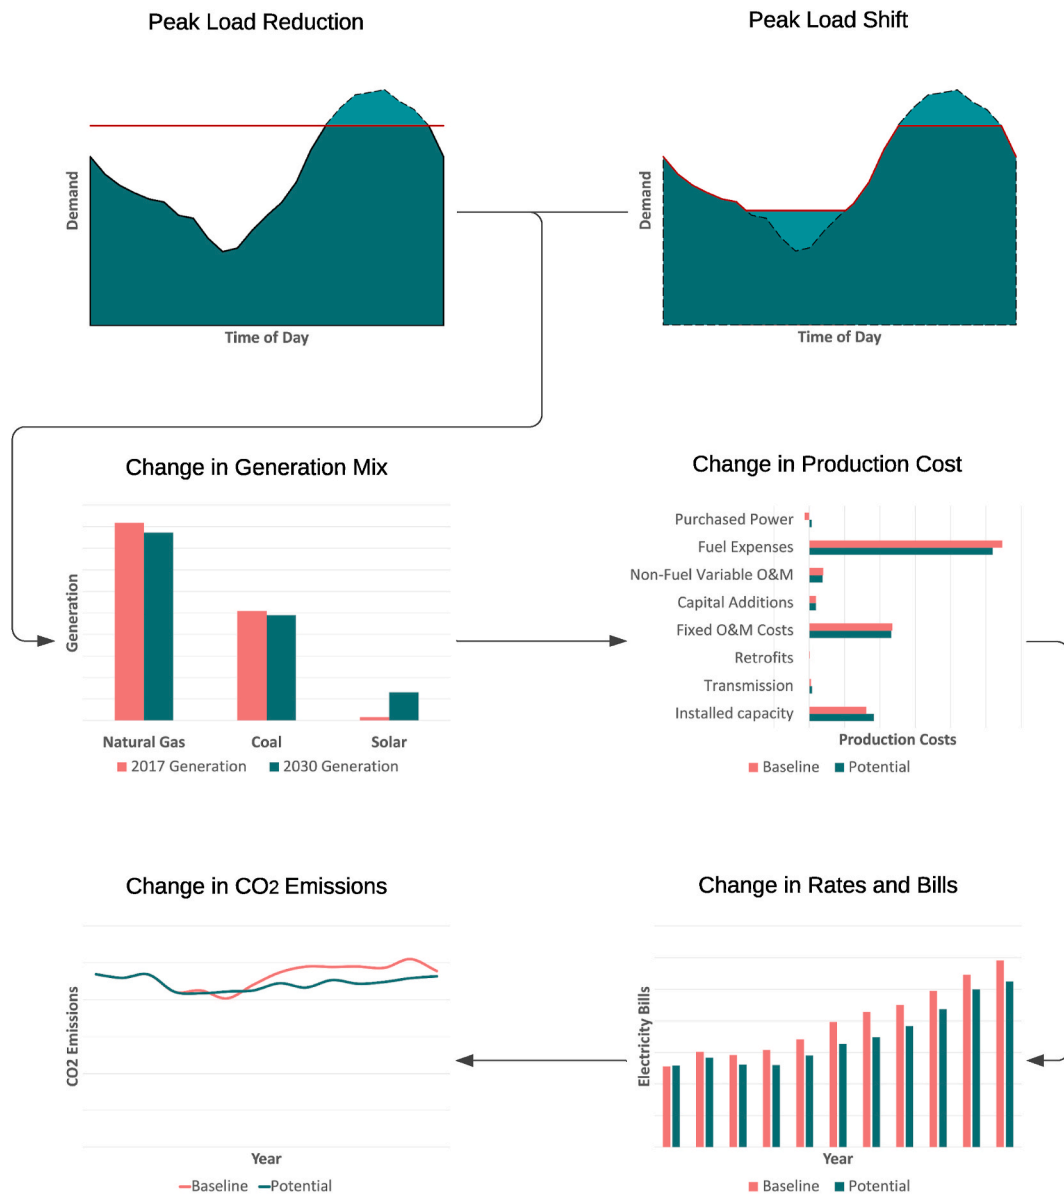 Peak Load Reduction
Demand
Time of Day
Peak Load Shift
Demand
Time of Day
Change in Generation Mix
Generation
Natural Gas Coal Solar
2017 Generation 2030 Generation
Change in Production Cost
Purchased Power
Fuel Expenses
Non-Fuel Variable O&M
Capital Additions
Fixed O&M Costs
Retrofits
Transmission
Installed capacity
Production Costs
Baseline Potential
Change in CO2 Emissions
CO2 Emissions
Year
Baseline Potential
Change in Rates and Bills
Electricity Bills
Year
Baseline Potential